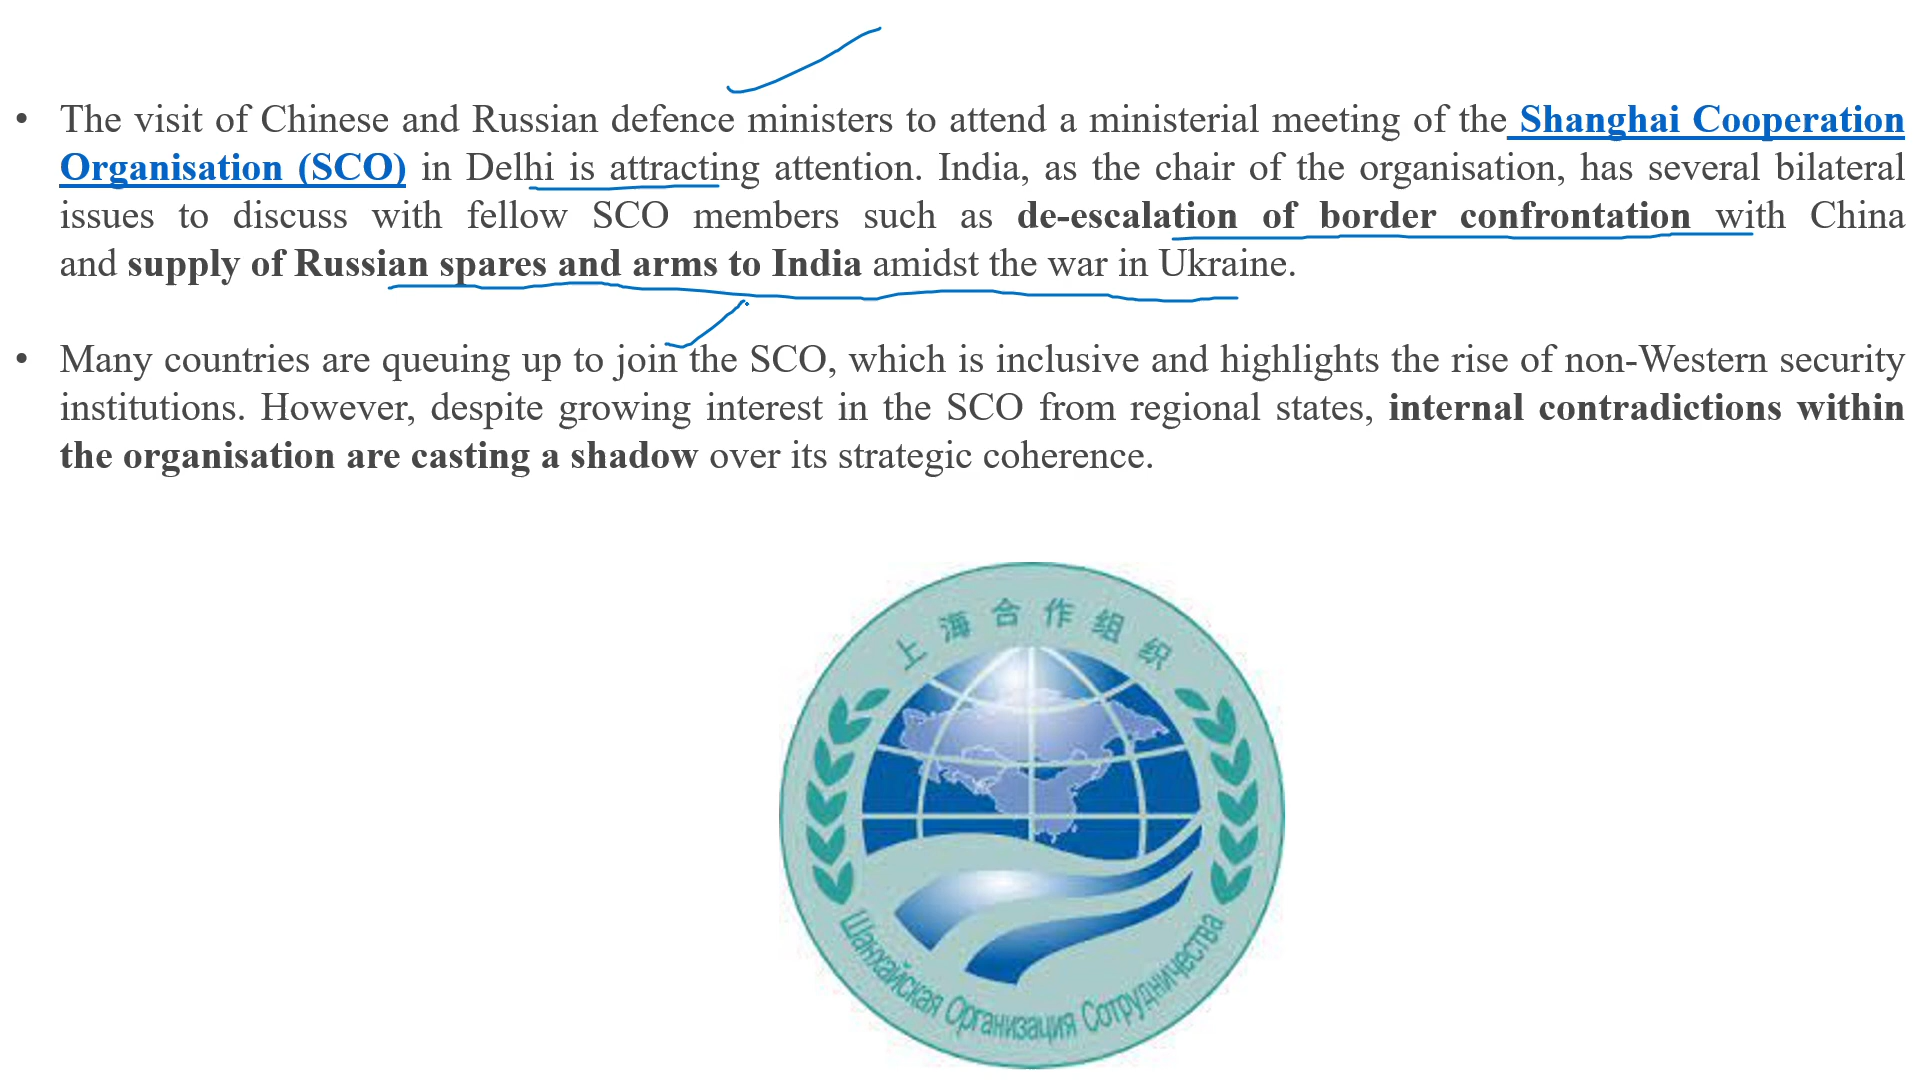 • The visit of Chinese and Russian defence ministers to attend a ministerial meeting of the Shanghai Cooperation
Organisation (SCO) in Delhi is attracting attention. India, as the chair of the organisation, has several bilateral
issues to discuss with fellow SCO members such as de-escalation of border confrontation with China
and supply of Russian spares and arms to India amidst the war in Ukraine.
• Many countries are queuing up to join the SCO, which is inclusive and highlights the rise of non-Western security
institutions. However, despite growing interest in the SCO from regional states, internal contradictions within
the organisation are casting a shadow over its strategic coherence.
上海合作组织
Шанхайская Организация Сотрудничества